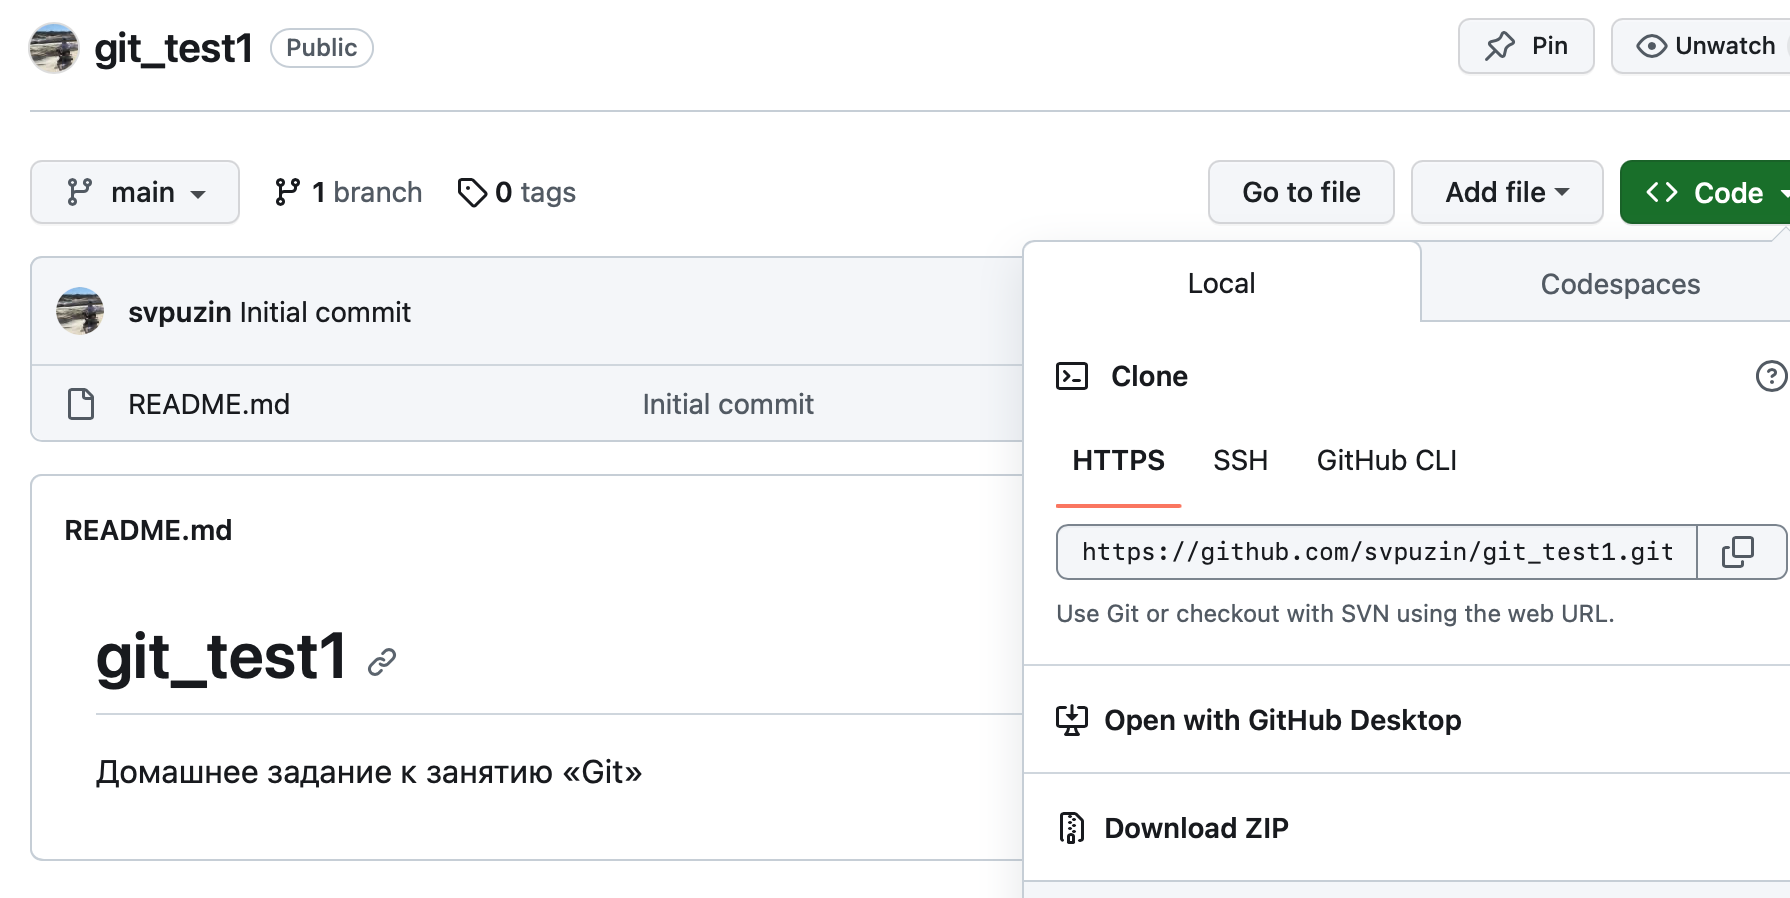 git_test1 Public
Pin
Unwatch
main
1 branch
0 tags
Go to file
Add file
Code
svpuzin Initial commit
README.md Initial commit
README.md
git_test1
Домашнее задание к занятию «Git»
Local
Codespaces
Clone
HTTPS SSH GitHub CLI
https://github.com/svpuzin/git_test1.git
Use Git or checkout with SVN using the web URL.
Open with GitHub Desktop
Download ZIP